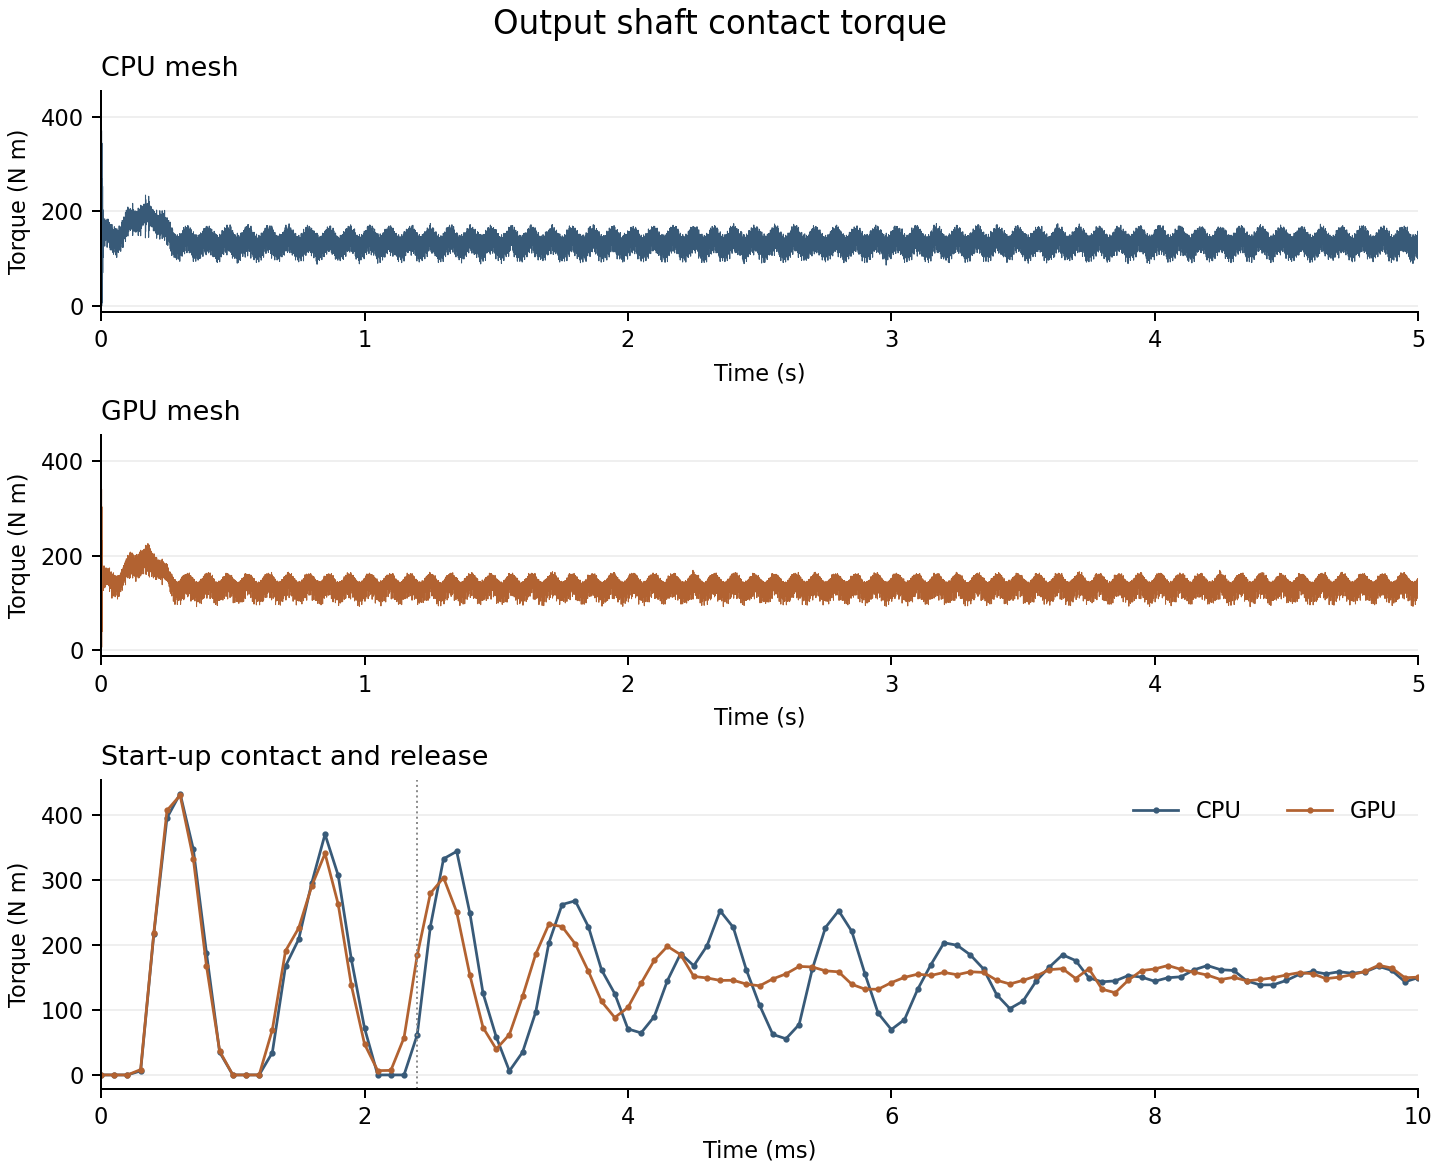 Output shaft contact torque
CPU mesh
Torque (N m)
400
200
0
0 1 2 3 4 5
Time (s)
GPU mesh
Torque (N m)
400
200
0
0 1 2 3 4 5
Time (s)
Start-up contact and release
CPU GPU
Torque (N m)
400
300
200
100
0
0 2 4 6 8 10
Time (ms)